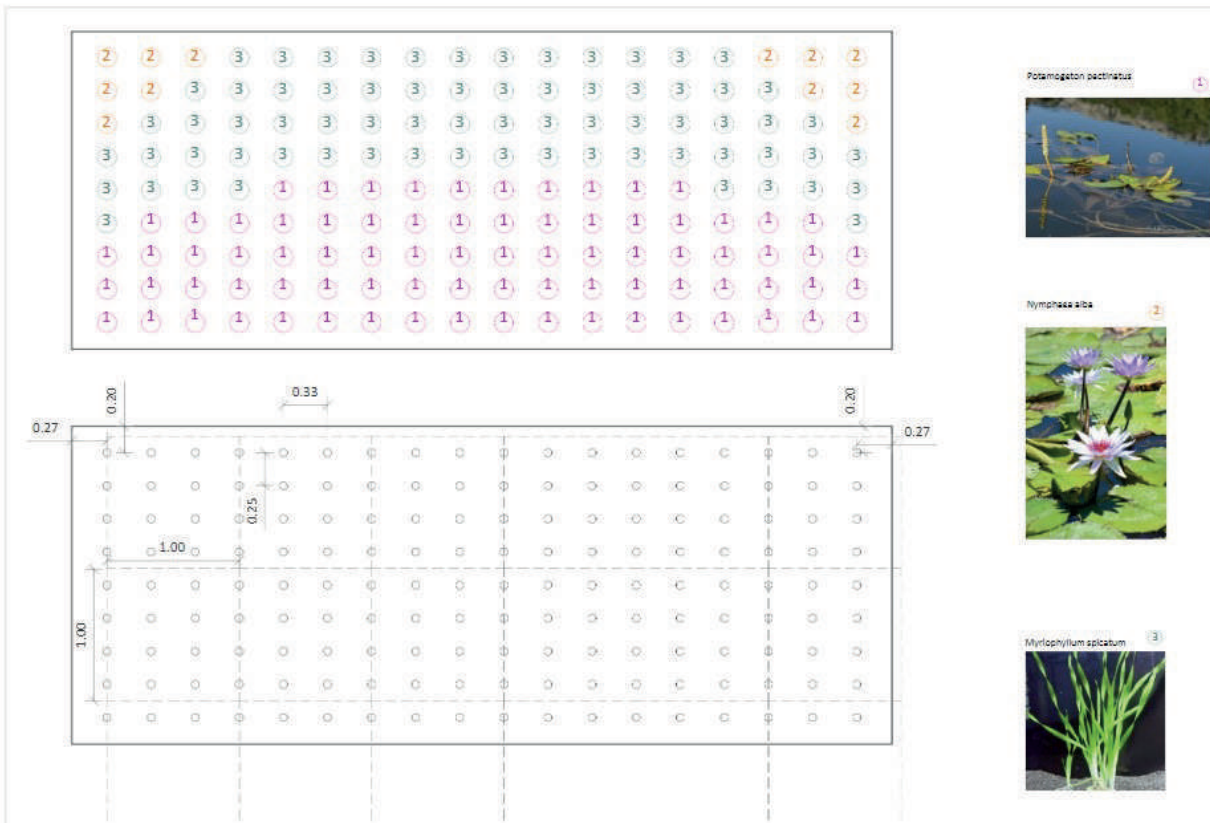 2 2 2 3 3 3 3 3 3 3 3 3 3 3 3 2 2 2
2 2 3 3 3 3 3 3 3 3 3 3 3 3 3 3 2 2
2 3 3 3 3 3 3 3 3 3 3 3 3 3 3 3 3 2
3 3 3 3 3 3 3 3 3 3 3 3 3 3 3 3 3 3
3 3 3 3 1 1 1 1 1 1 1 1 1 1 3 3 3 3
3 1 1 1 1 1 1 1 1 1 1 1 1 1 1 1 1 3
1 1 1 1 1 1 1 1 1 1 1 1 1 1 1 1 1 1
1 1 1 1 1 1 1 1 1 1 1 1 1 1 1 1 1 1
1 1 1 1 1 1 1 1 1 1 1 1 1 1 1 1 1 1
0.27
0.20
0.33
0.20
0.27
0.25
1.00
1.00
Potamogeton pactinatus 1
Nymphaea alba 2
Myriophyllum spicatum 3